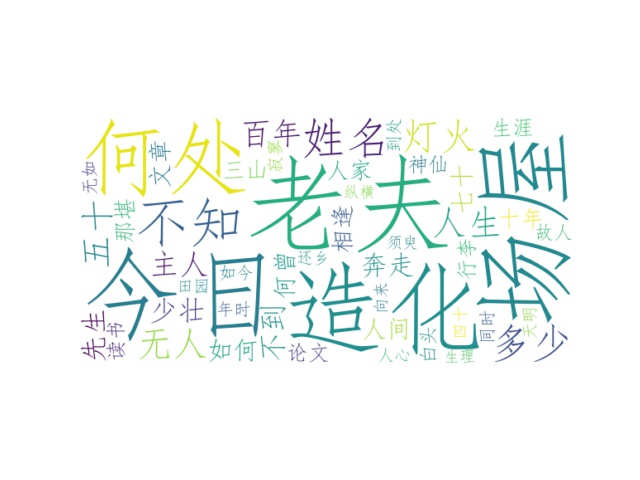 何处
百年
姓名
灯火
生涯
到处
寂寥
文章
三山
人家
神仙
七十
场屋
无如
那堪
五十
不知
老夫
纵横
相逢
人生
十年
故人
须臾
行李
主人
何曾
还乡
奔走
今日
造化
如今
田园
年时
向来
少壮
不到
先生
读书
无人
如何
论文
人间
人心
白头
四十
生理
同时
天明
多少